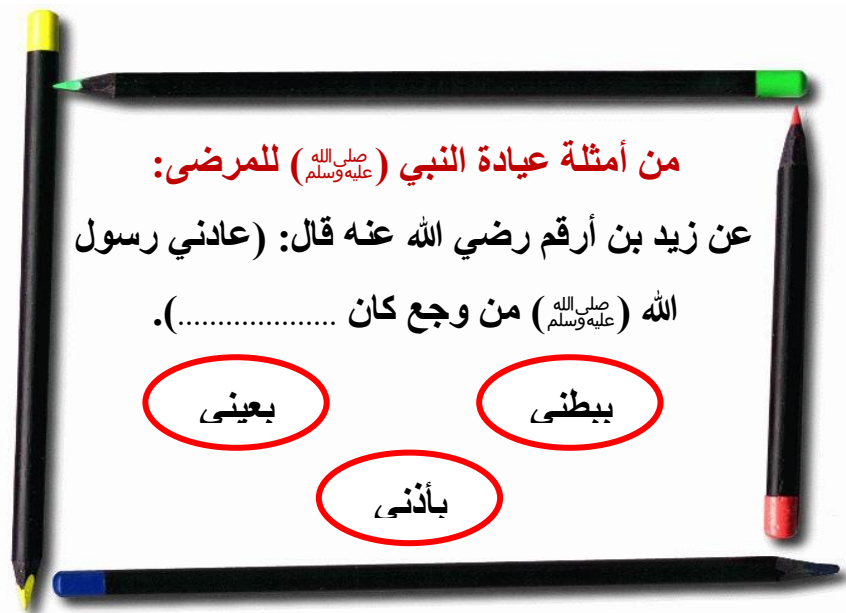 من أمثلة عيادة النبي (ﷺ) للمرضى:
عن زيد بن أرقم رضي الله عنه قال: (عادني رسول
الله (ﷺ) من وجع كان ....................).
ببطني
بعيني
بأذني